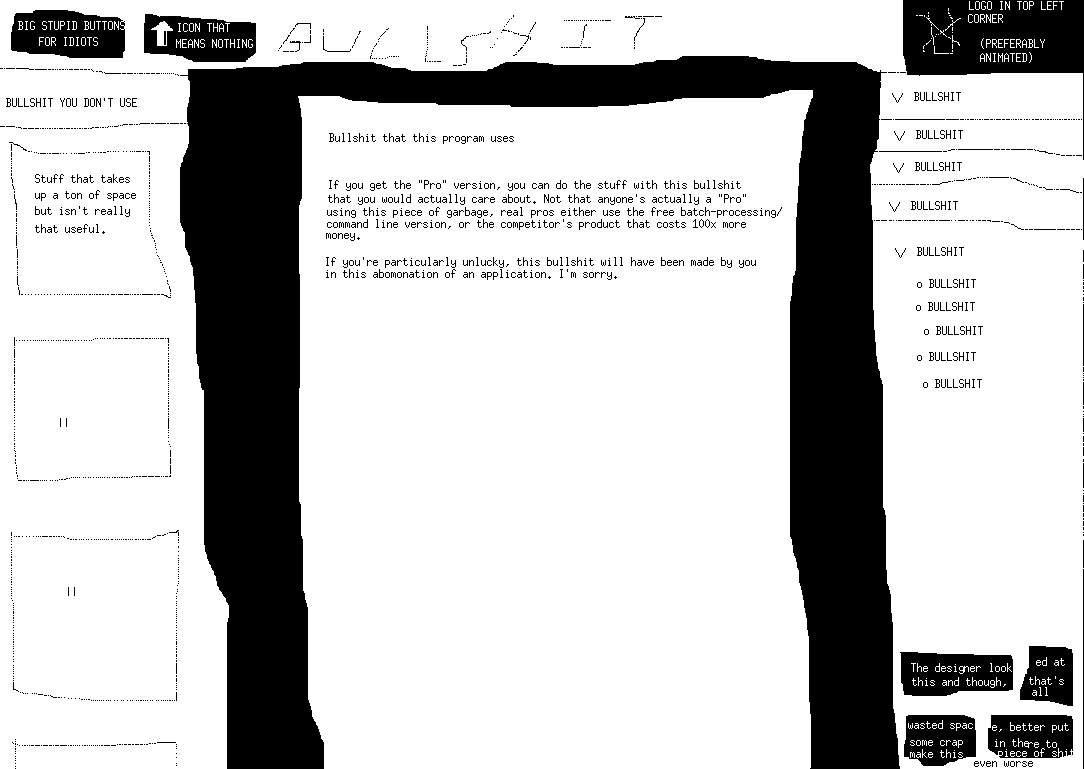 BIG STUPID BUTTONS
FOR IDIOTS
ICON THAT
MEANS NOTHING
BULLSHIT
LOGO IN TOP LEFT
CORNER
(PREFERABLY
ANIMATED)
BULLSHIT YOU DON'T USE
Stuff that takes
up a ton of space
but isn't really
that useful.
||
||
Bullshit that this program uses
If you get the "Pro" version, you can do the stuff with this bullshit
that you would actually care about. Not that anyone's actually a "Pro"
using this piece of garbage, real pros either use the free batch-processing/
command line version, or the competitor's product that costs 100x more
money.
If you're particularly unlucky, this bullshit will have been made by you
in this abomonation of an application. I'm sorry.
V BULLSHIT
V BULLSHIT
V BULLSHIT
V BULLSHIT
V BULLSHIT
o BULLSHIT
o BULLSHIT
o BULLSHIT
o BULLSHIT
o BULLSHIT
The designer looked at
this and though, that's
all
wasted space, better put
some crap in there to
make this piece of shit
even worse